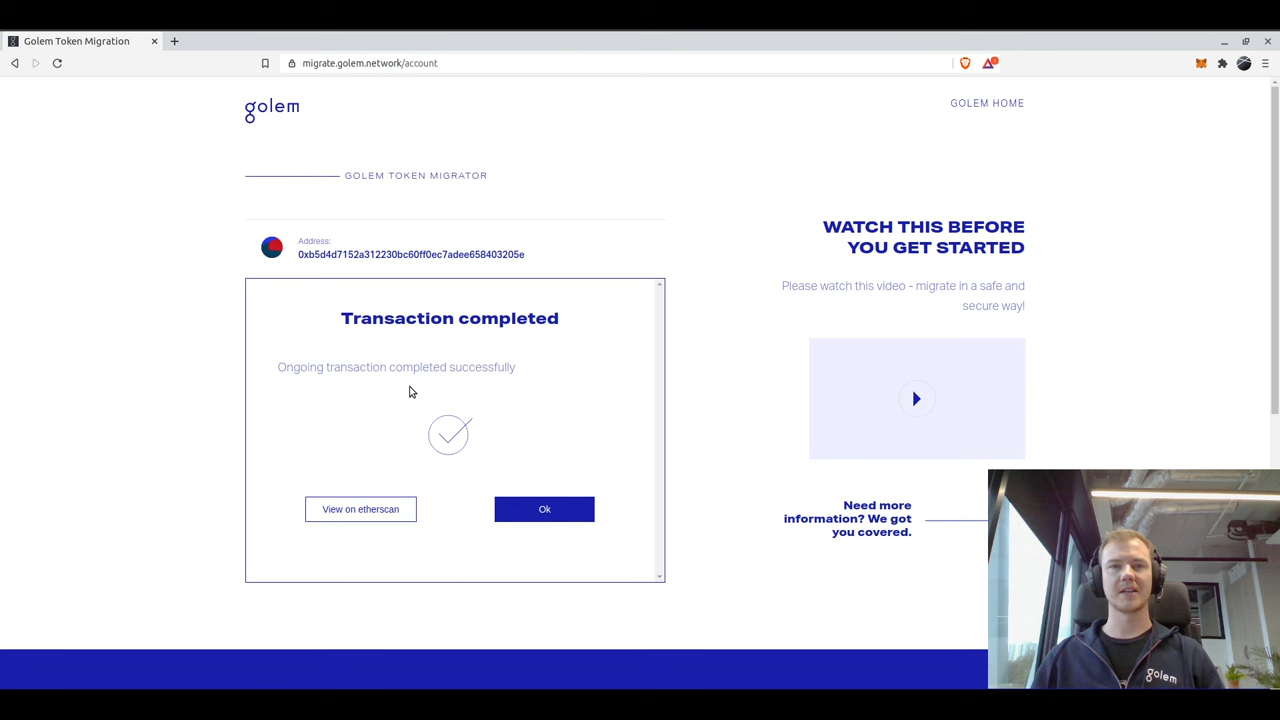 Golem Token Migration
migrate.golem.network/account
golem
GOLEM HOME
GOLEM TOKEN MIGRATOR
Address:
0xb5d4d7152a312230bc60ff0ec7adee658403205e
Transaction completed
Ongoing transaction completed successfully
View on etherscan
Ok
WATCH THIS BEFORE
YOU GET STARTED
Please watch this video - migrate in a safe and
secure way!
Need more
information? We got
you covered.
golem